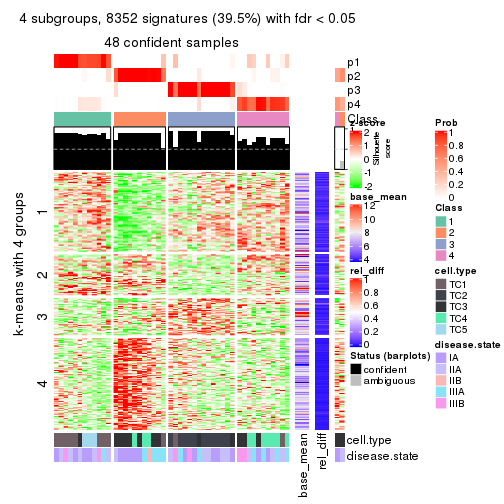 4 subgroups, 8352 signatures (39.5%) with fdr < 0.05
48 confident samples
p1
p2
p3
p4
Class
Silhouette
score
k-means with 4 groups
1
2
3
4
z-score
2
1
0
-1
-2
base_mean
12
10
8
6
4
rel_diff
1
0.8
0.6
0.4
0.2
0
Status (barplots)
confident
ambiguous
Prob
1
0.8
0.6
0.4
0.2
0
Class
1
2
3
4
cell.type
TC1
TC2
TC3
TC4
TC5
disease.state
IA
IIA
IIB
IIIA
IIIB
cell.type
disease.state
base_mean
rel_diff